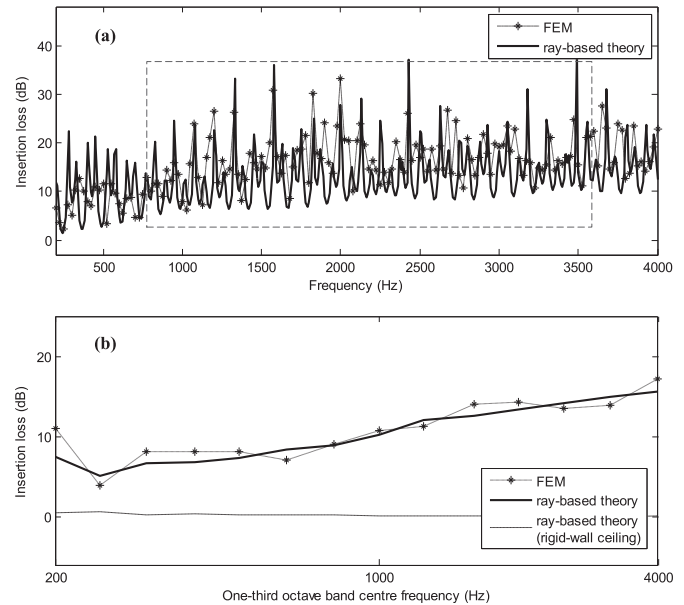 (a)
FEM
ray-based theory
40
30
20
10
0
Insertion loss (dB)
500
1000
1500
2000
2500
3000
3500
4000
Frequency (Hz)
(b)
20
10
0
Insertion loss (dB)
FEM
ray-based theory
ray-based theory
(rigid-wall ceiling)
200
1000
4000
One-third octave band centre frequency (Hz)